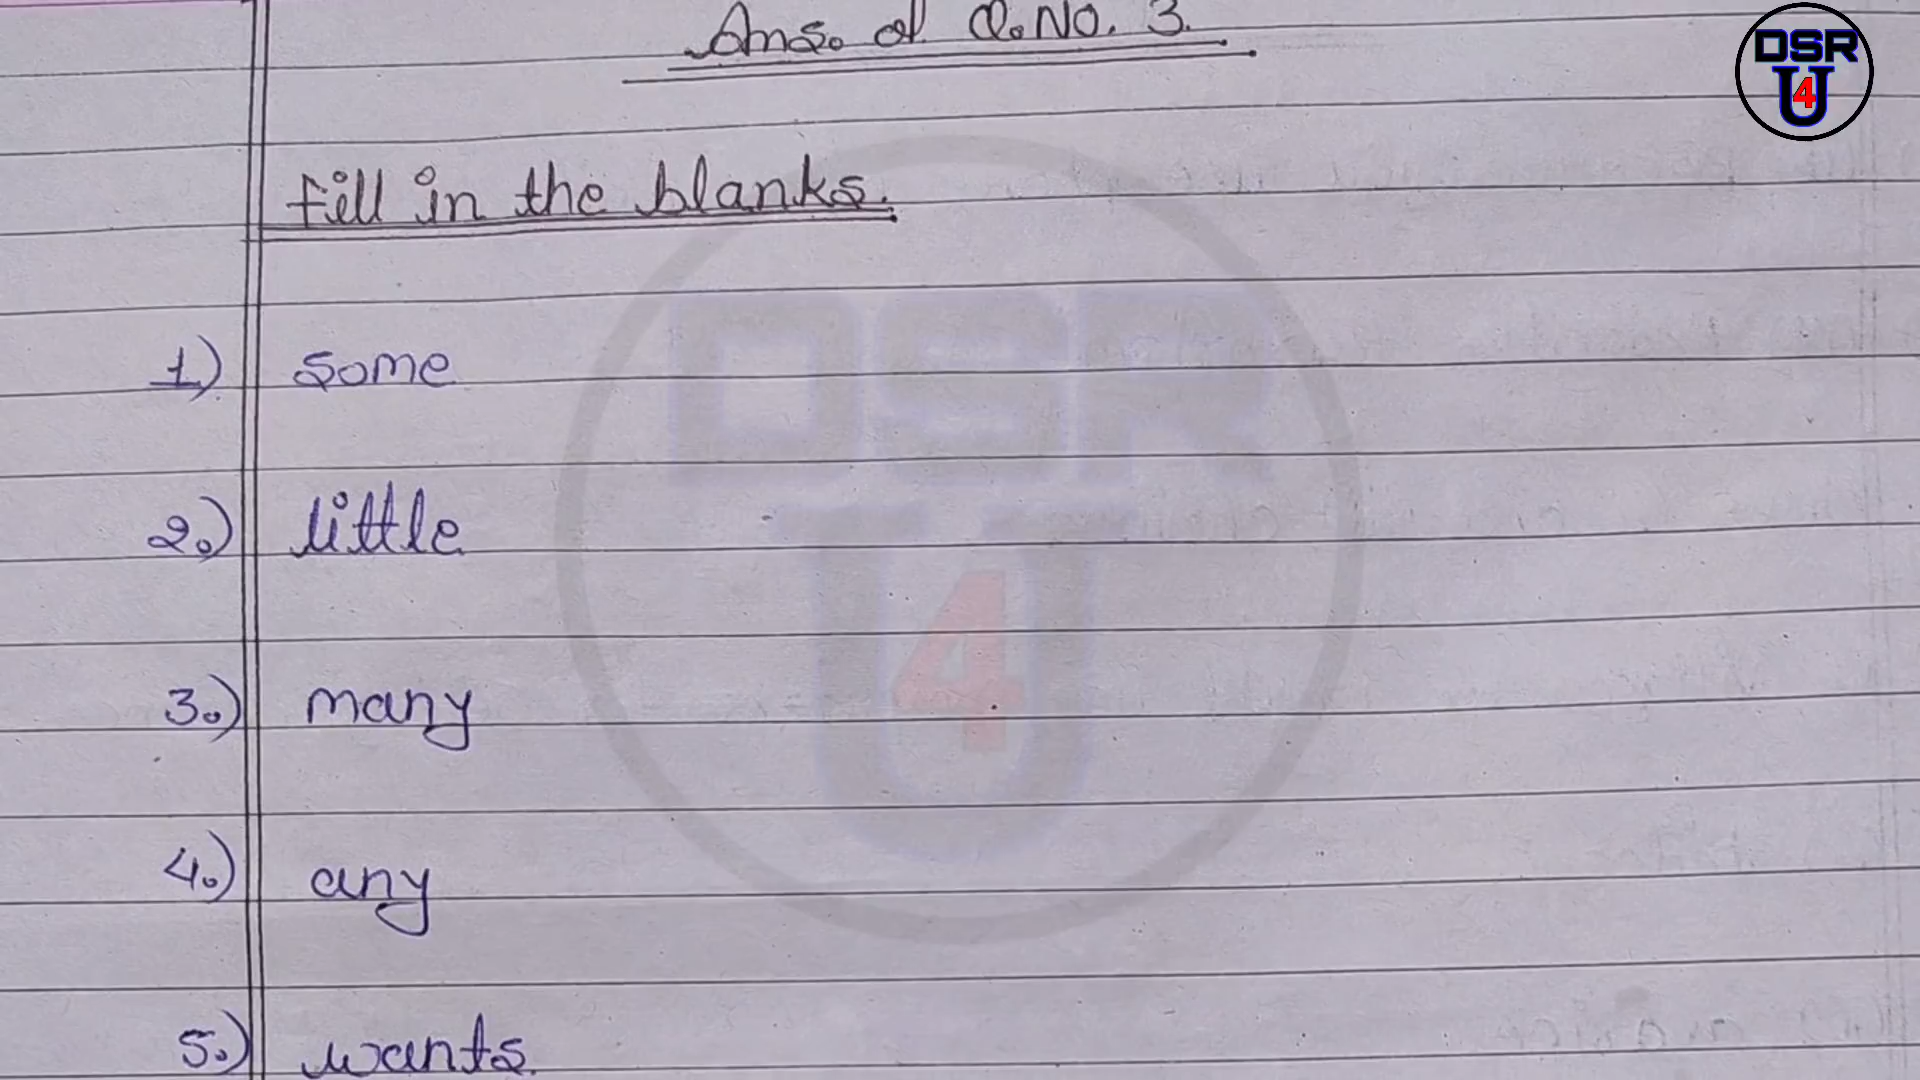 Ans. of Q.No. 3.
DSR
U
4
fill in the blanks.
1) some
2.) little
3.) many
4.) any
5.) wants.